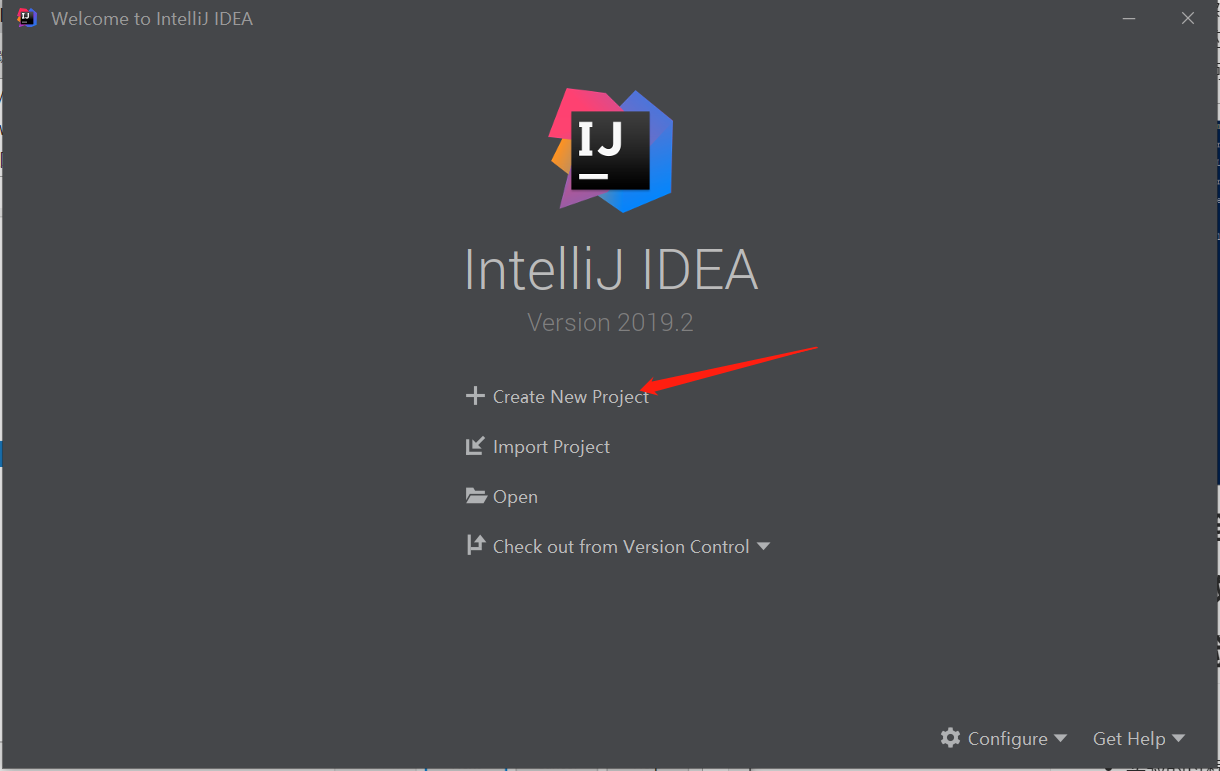 Welcome to IntelliJ IDEA
IJ
IntelliJ IDEA
Version 2019.2
Create New Project
Import Project
Open
Check out from Version Control
Configure
Get Help